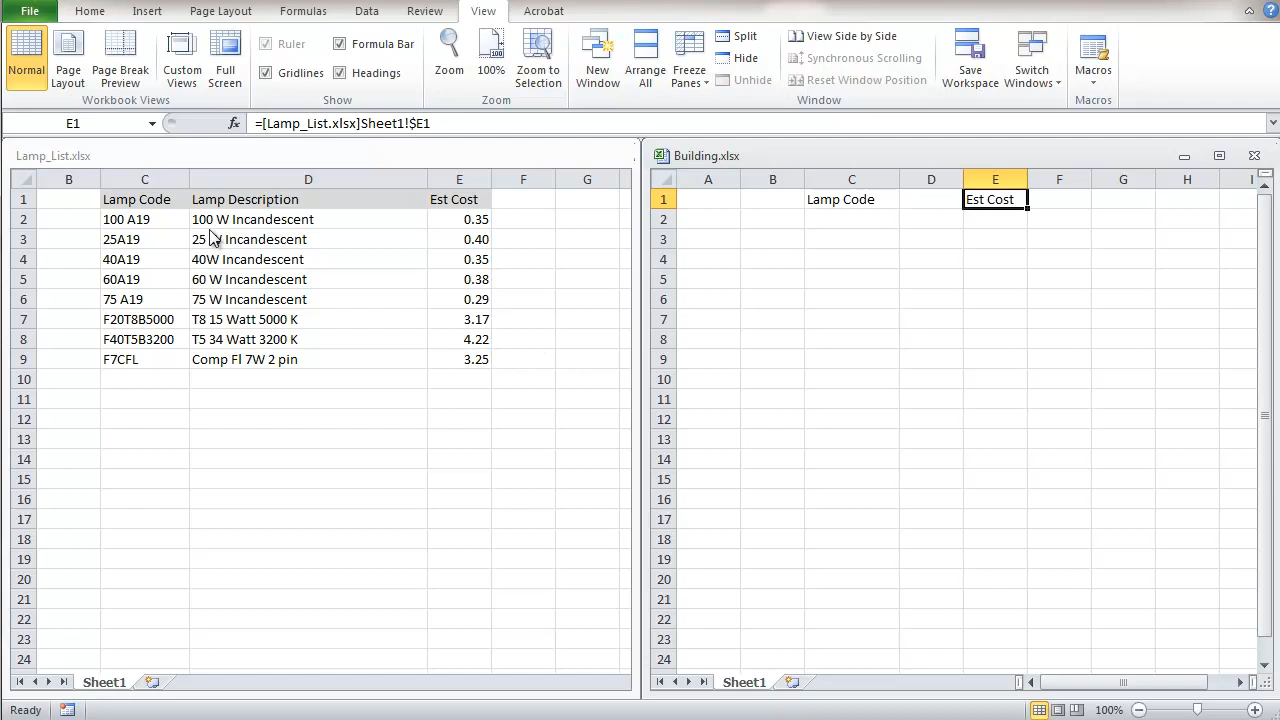 File Home Insert Page Layout Formulas Data Review View Acrobat
Normal Page Layout Page Break Preview Custom Views Full Screen
Workbook Views
Ruler Formula Bar
Gridlines Headings
Show
Zoom 100% Zoom to Selection
Zoom
New Window Arrange All Freeze Panes
Split
Hide
Unhide
View Side by Side
Synchronous Scrolling
Reset Window Position
Save Workspace Switch Windows
Window
Macros
Macros
E1 fx =[Lamp_List.xlsx]Sheet1!$E1
Lamp_List.xlsx
B C D E F G
1 Lamp Code Lamp Description Est Cost
2 100 A19 100 W Incandescent 0.35
3 25A19 25 W Incandescent 0.40
4 40A19 40W Incandescent 0.35
5 60A19 60 W Incandescent 0.38
6 75 A19 75 W Incandescent 0.29
7 F20T8B5000 T8 15 Watt 5000 K 3.17
8 F40T5B3200 T5 34 Watt 3200 K 4.22
9 F7CFL Comp Fl 7W 2 pin 3.25
10
11
12
13
14
15
16
17
18
19
20
21
22
23
24
Sheet1
Building.xlsx
A B C D E F G H I
1 Lamp Code Est Cost
2
3
4
5
6
7
8
9
10
11
12
13
14
15
16
17
18
19
20
21
22
23
24
Sheet1
Ready 100%